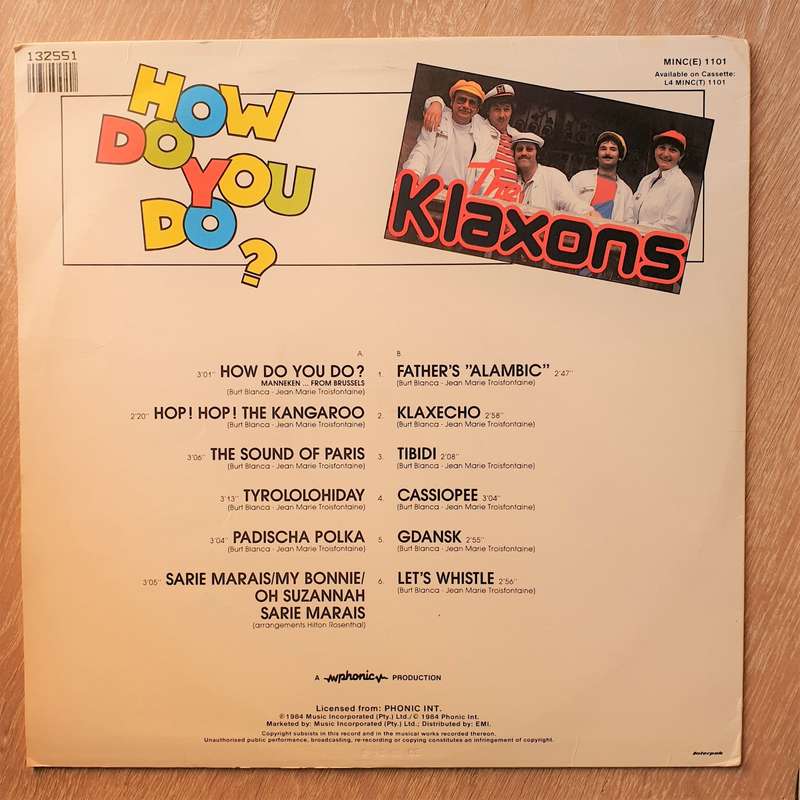 132551
MINC(E) 1101
Available on Cassette:
L4 MINC(T) 1101
HOW
DO YOU
DO?
The
Klaxons
A.
3'01" HOW DO YOU DO?
MANNEKEN ... FROM BRUSSELS
(Burt Blanca - Jean Marie Troisfontaine)
2'20" HOP! HOP! THE KANGAROO
(Burt Blanca - Jean Marie Troisfontaine)
3'06" THE SOUND OF PARIS
(Burt Blanca - Jean Marie Troisfontaine)
3'13" TYROLOLOHIDAY
(Burt Blanca - Jean Marie Troisfontaine)
3'04" PADISCHA POLKA
(Burt Blanca - Jean Marie Troisfontaine)
3'05" SARIE MARAIS/MY BONNIE/
OH SUZANNAH
SARIE MARAIS
(arrangements Hilton Rosenthal)
B.
1. FATHER'S "ALAMBIC" 2'47"
(Burt Blanca - Jean Marie Troisfontaine)
2. KLAXECHO 2'58"
(Burt Blanca - Jean Marie Troisfontaine)
3. TIBIDI 2'08"
(Burt Blanca - Jean Marie Troisfontaine)
4. CASSIOPEE 3'04"
(Burt Blanca - Jean Marie Troisfontaine)
5. GDANSK 2'55"
(Burt Blanca - Jean Marie Troisfontaine)
6. LET'S WHISTLE 2'56"
(Burt Blanca - Jean Marie Troisfontaine)
A phonic PRODUCTION
Licensed from: PHONIC INT.
℗1984 Music Incorporated (Pty.) Ltd./© 1984 Phonic Int.
Marketed by: Music Incorporated (Pty.) Ltd.; Distributed by: EMI.
Copyright subsists in this record and in the musical works recorded thereon.
Unauthorised public performance, broadcasting, re-recording or copying constitutes an infringement of copyright.
interpak